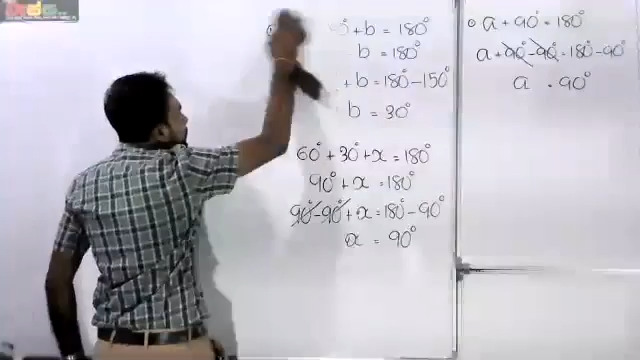 0° + b = 180°
b = 180°
+ b = 180° - 150°
b = 30°
60° + 30° + x = 180°
90° + x = 180°
90° - 90° + x = 180° - 90°
x = 90°
a + 90° = 180°
a + 90° - 90° = 180° - 90°
a = 90°